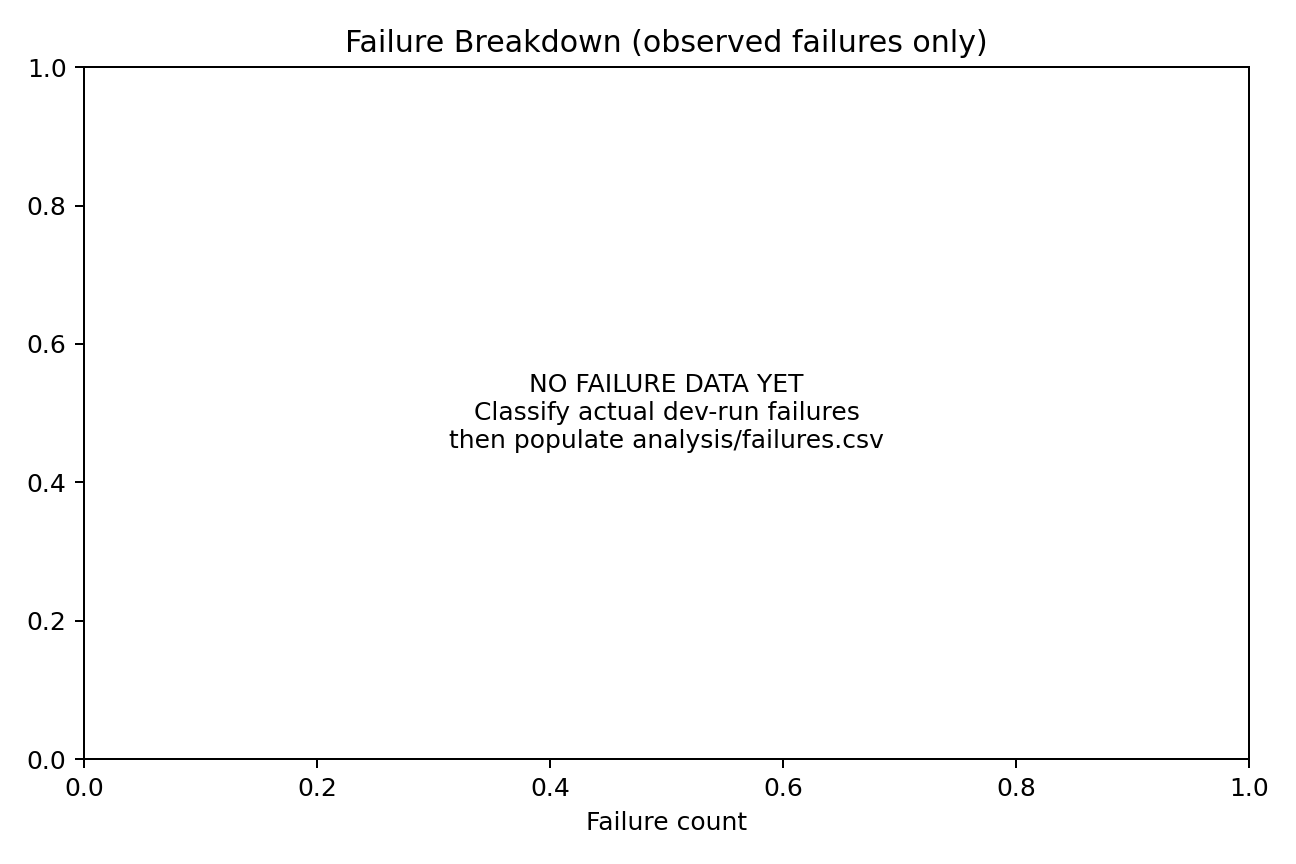 Failure Breakdown (observed failures only)
1.0
0.8
0.6
NO FAILURE DATA YET
Classify actual dev-run failures
then populate analysis/failures.csv
0.4
0.2
0.0
0.0 0.2 0.4 0.6 0.8 1.0
Failure count